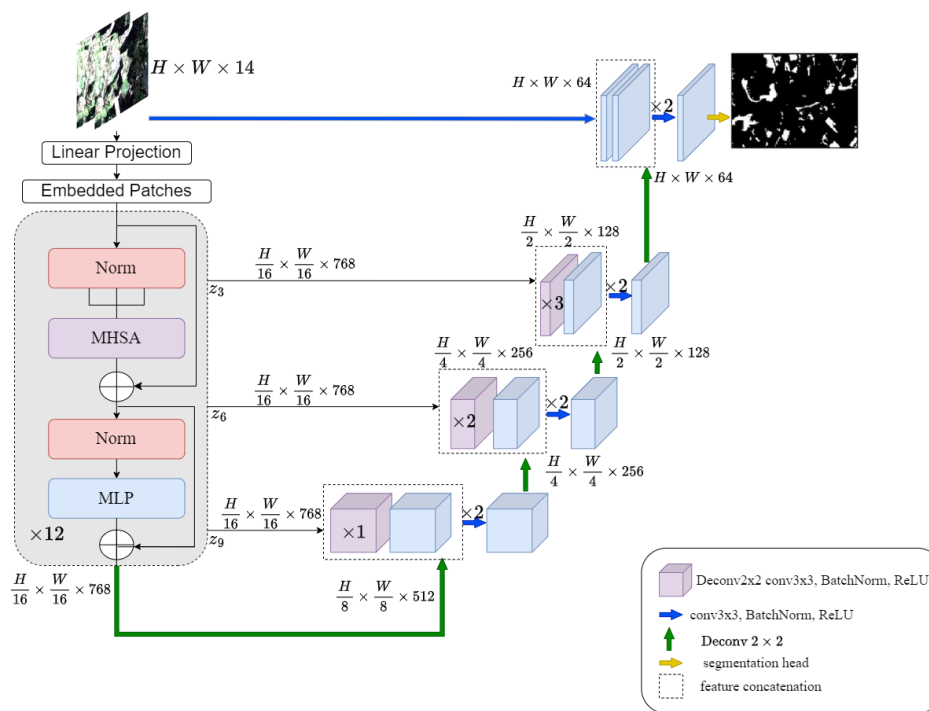 H × W × 14
Linear Projection
Embedded Patches
Norm
MHSA
Norm
MLP
×12
H/16 × W/16 × 768
z_3
H/16 × W/16 × 768
z_6
H/16 × W/16 × 768
z_9
H/16 × W/16 × 768
H/8 × W/8 × 512
×1
×2
H/4 × W/4 × 256
×2
×2
H/4 × W/4 × 256
H/2 × W/2 × 128
×3
×2
H/2 × W/2 × 128
H × W × 64
×2
H × W × 64
Deconv2x2 conv3x3, BatchNorm, ReLU
conv3x3, BatchNorm, ReLU
Deconv 2 × 2
segmentation head
feature concatenation